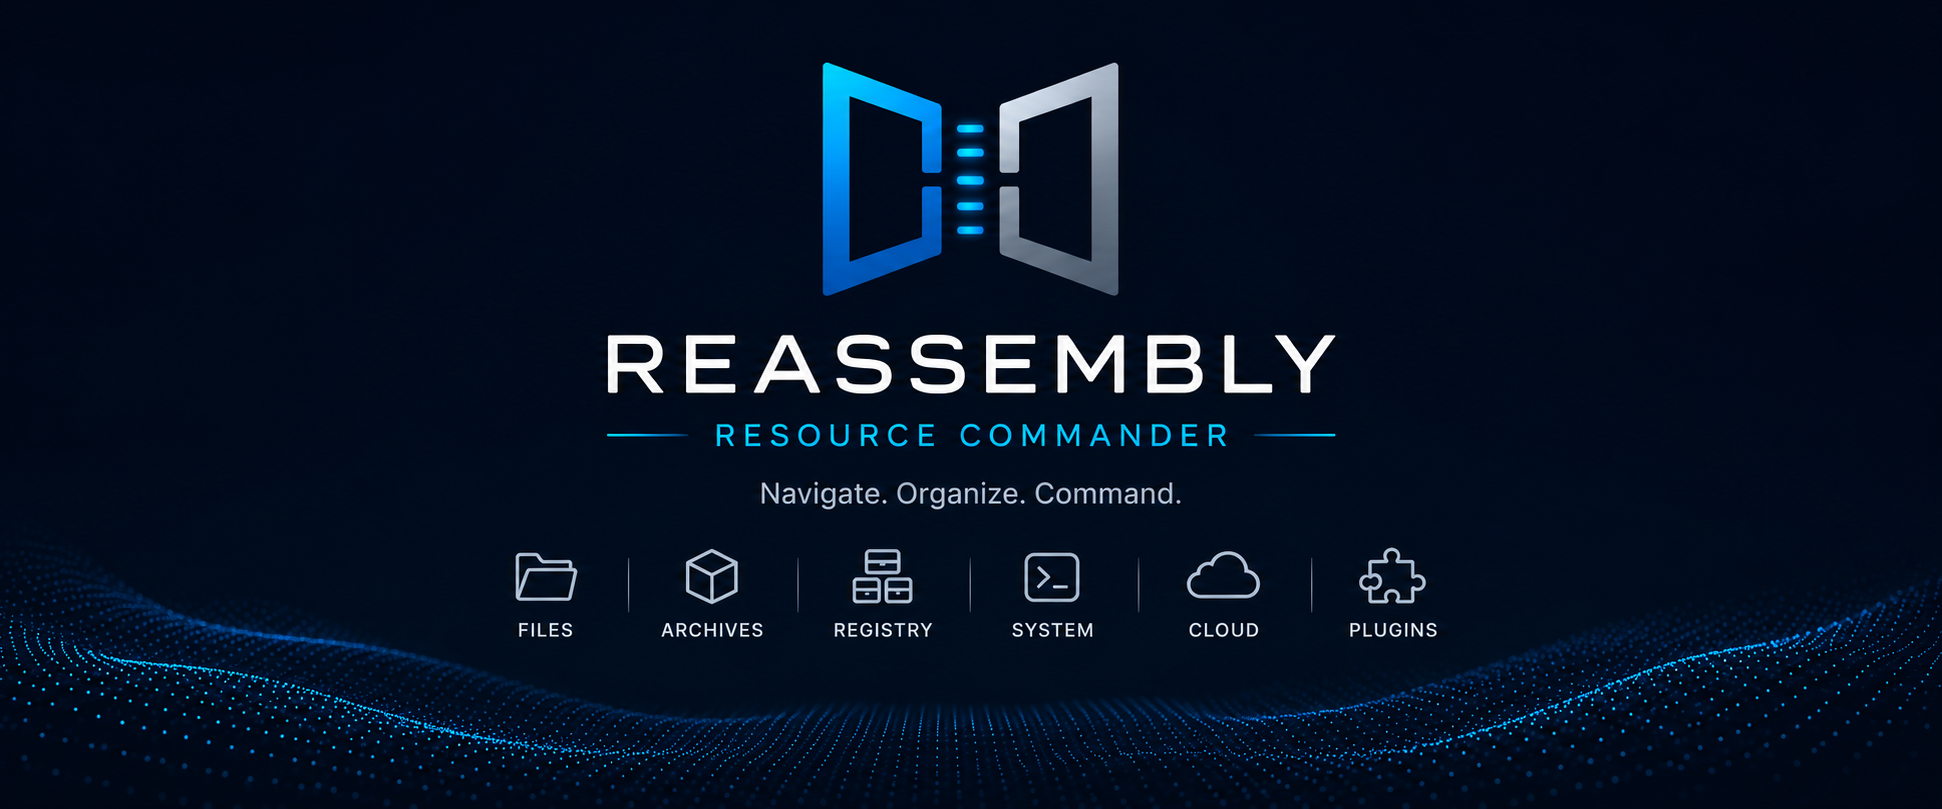 REASSEMBLY
RESOURCE COMMANDER
Navigate. Organize. Command.
FILES
ARCHIVES
REGISTRY
SYSTEM
CLOUD
PLUGINS